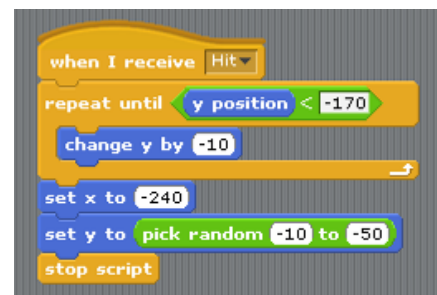 when I receive Hit
repeat until y position < -170
change y by -10
set x to -240
set y to pick random -10 to -50
stop script